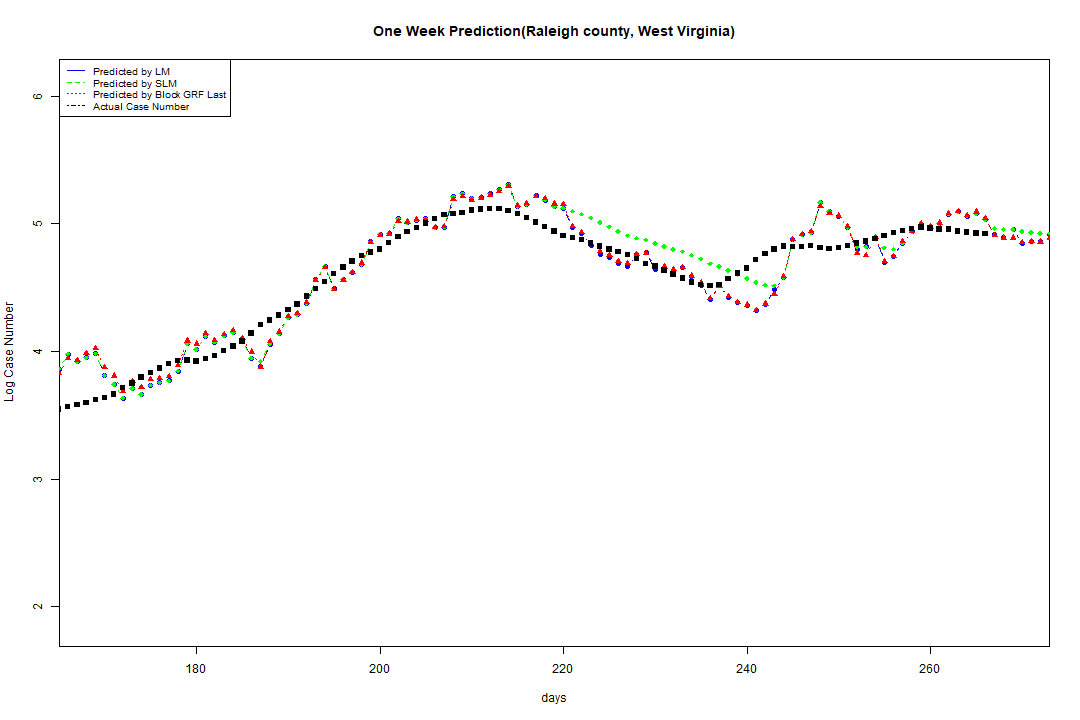 One Week Prediction(Raleigh county, West Virginia)
Predicted by LM
Predicted by SLM
Predicted by Block GRF Last
Actual Case Number
6
5
4
3
2
Log Case Number
180 200 220 240 260
days